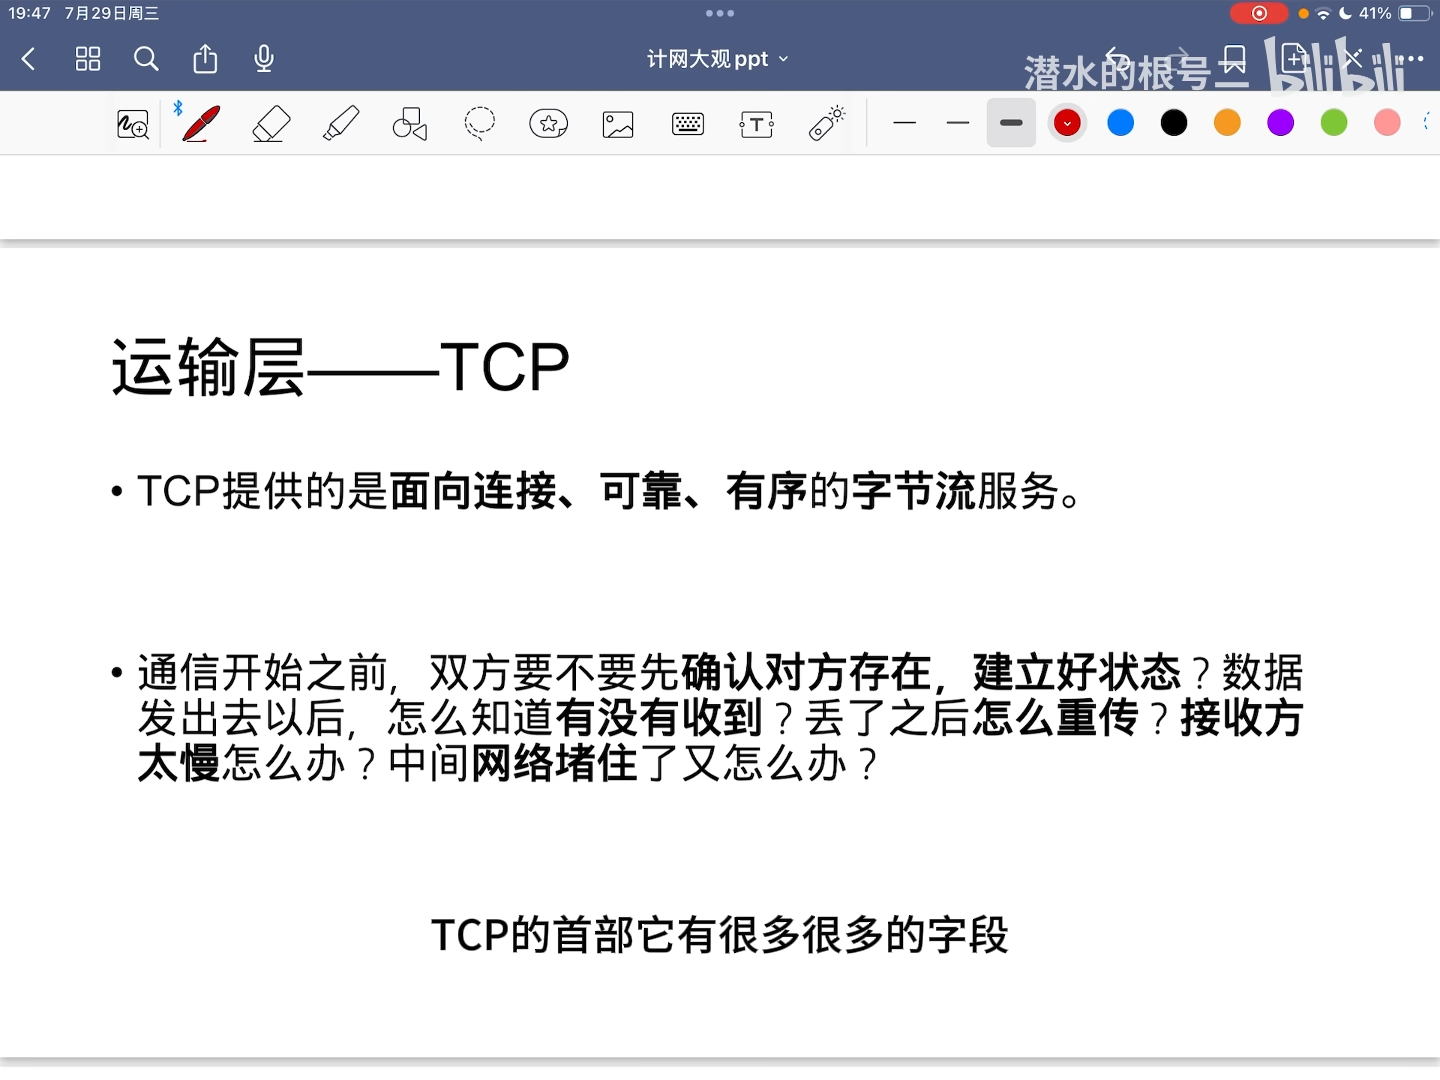 19:47 7月29日周三
41%
计网大观ppt
潜水的根号二 bilibili
T
运输层——TCP
• TCP提供的是面向连接、可靠、有序的字节流服务。
• 通信开始之前，双方要不要先确认对方存在，建立好状态？数据
发出去以后，怎么知道有没有收到？丢了之后怎么重传？接收方
太慢怎么办？中间网络堵住了又怎么办？
TCP的首部它有很多很多的字段